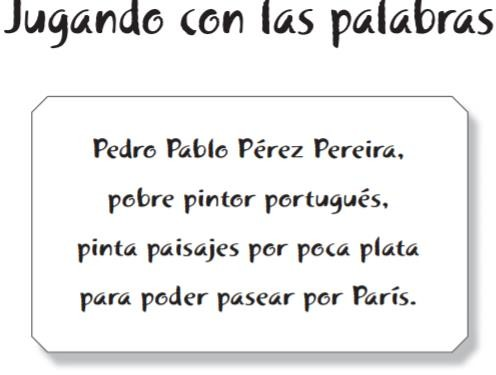 Jugando con las palabras
Pedro Pablo Pérez Pereira,
pobre pintor portugués,
pinta paisajes por poca plata
para poder pasear por París.